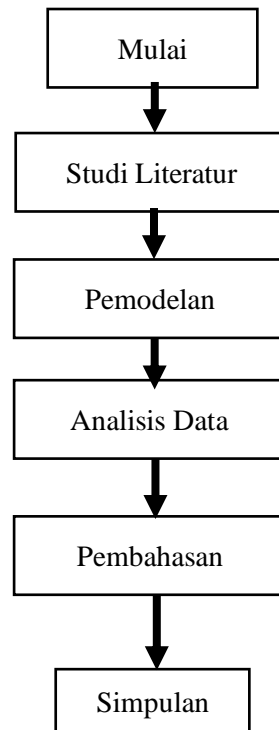 Mulai
Studi Literatur
Pemodelan
Analisis Data
Pembahasan
Simpulan